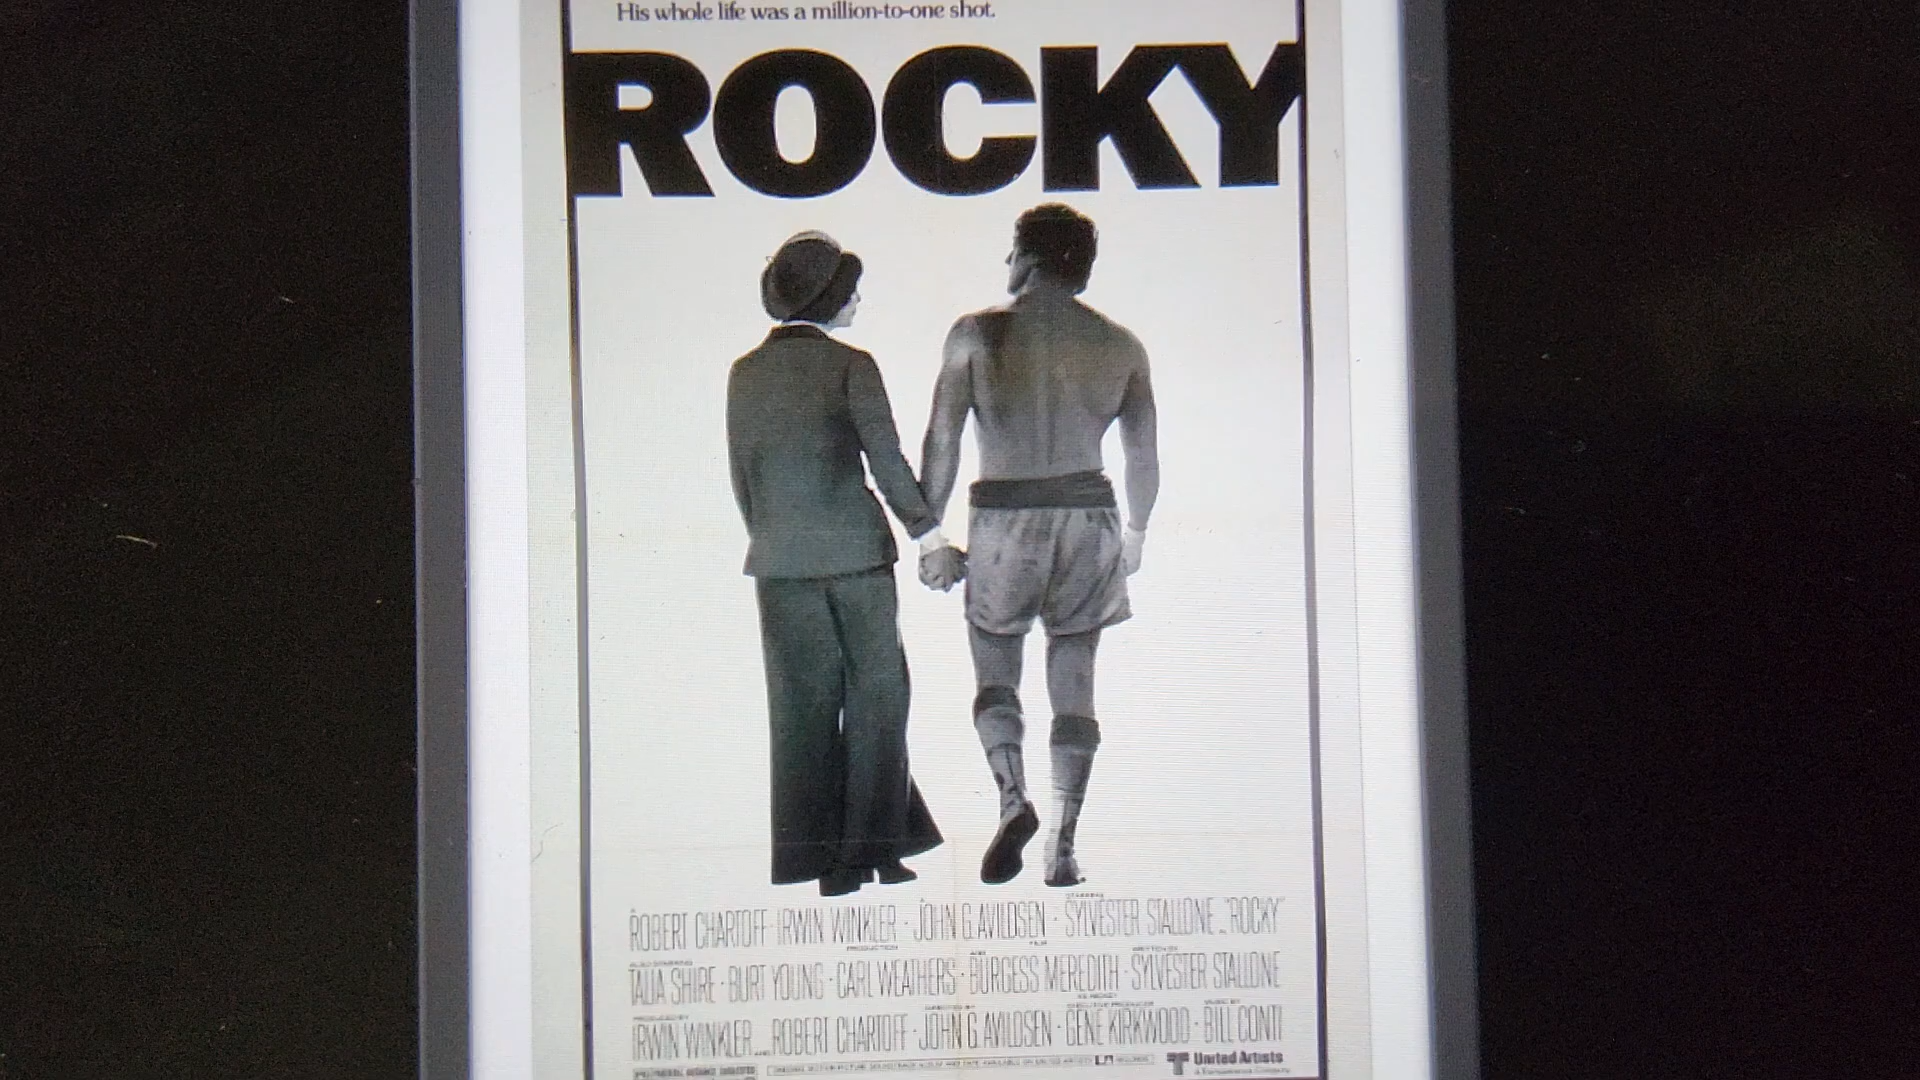 His whole life was a million-to-one shot.
ROCKY
ROBERT CHARTOFF - IRWIN WINKLER · JOHN G. AVILDSEN · SYLVESTER STALLONE "ROCKY"
TALIA SHIRE · BURT YOUNG · CARL WEATHERS · BURGESS MEREDITH · SYLVESTER STALLONE
IRWIN WINKLER AND ROBERT CHARTOFF · JOHN G. AVILDSEN · GENE KIRKWOOD · BILL CONTI
United Artists